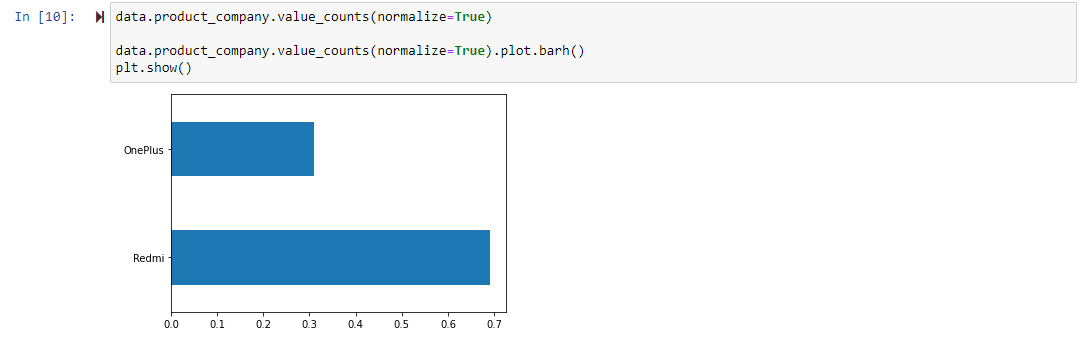 In [10]:
data.product_company.value_counts(normalize=True)
data.product_company.value_counts(normalize=True).plot.barh()
plt.show()
OnePlus
Redmi
0.0 0.1 0.2 0.3 0.4 0.5 0.6 0.7